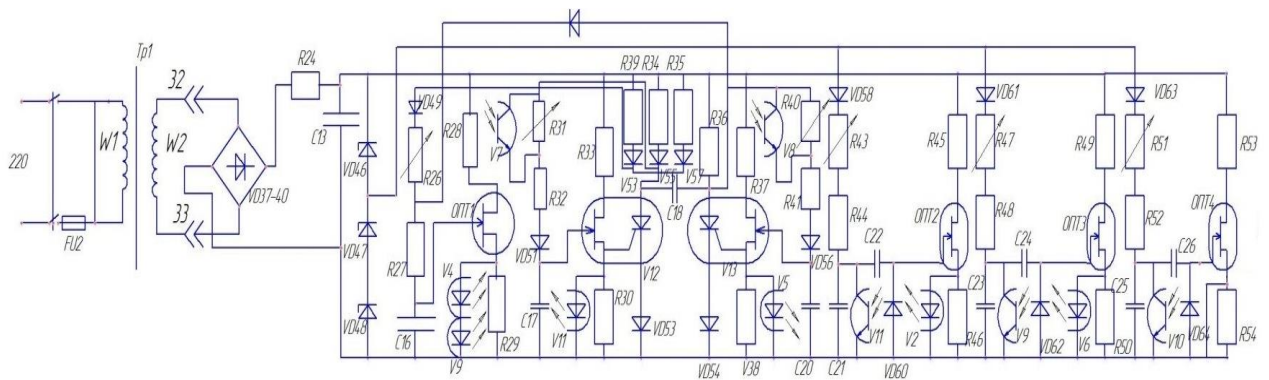 Тр1
220
FU2
W1
W2
32
33
VD37-40
R24
C13
VD46
VD47
VD48
VD49
R26
R27
C16
R28
ОПТ1
V4
V9
R29
V7
R31
R32
VD51
C17
V11
R33
R30
V12
V53
R39
R34
R35
V55
V57
C18
VD53
R36
R37
V13
VD54
V38
V5
V8
R40
R41
VD56
C20
VD58
R43
R44
C21
C22
V11
VD60
V2
R45
ОПТ2
R46
VD61
R47
R48
C23
C24
V9
VD62
V6
R49
ОПТ3
R50
VD63
R51
R52
C25
C26
V10
VD64
ОПТ4
R53
R54